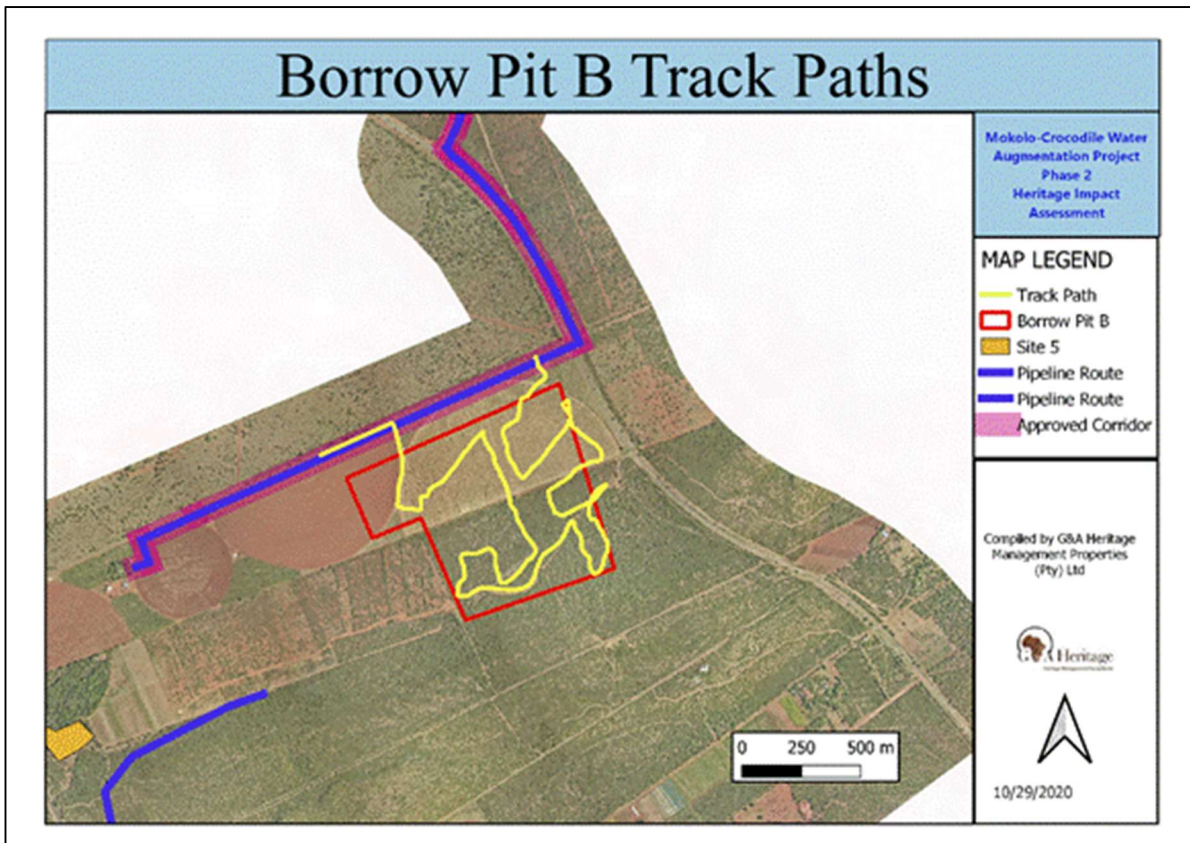 Borrow Pit B Track Paths
Mokolo-Crocodile Water
Augmentation Project
Phase 2
Heritage Impact
Assessment
MAP LEGEND
Track Path
Borrow Pit B
Site 5
Pipeline Route
Pipeline Route
Approved Corridor
Compiled by G&A Heritage
Management Properties
(Pty) Ltd
Heritage
0 250 500 m
10/29/2020